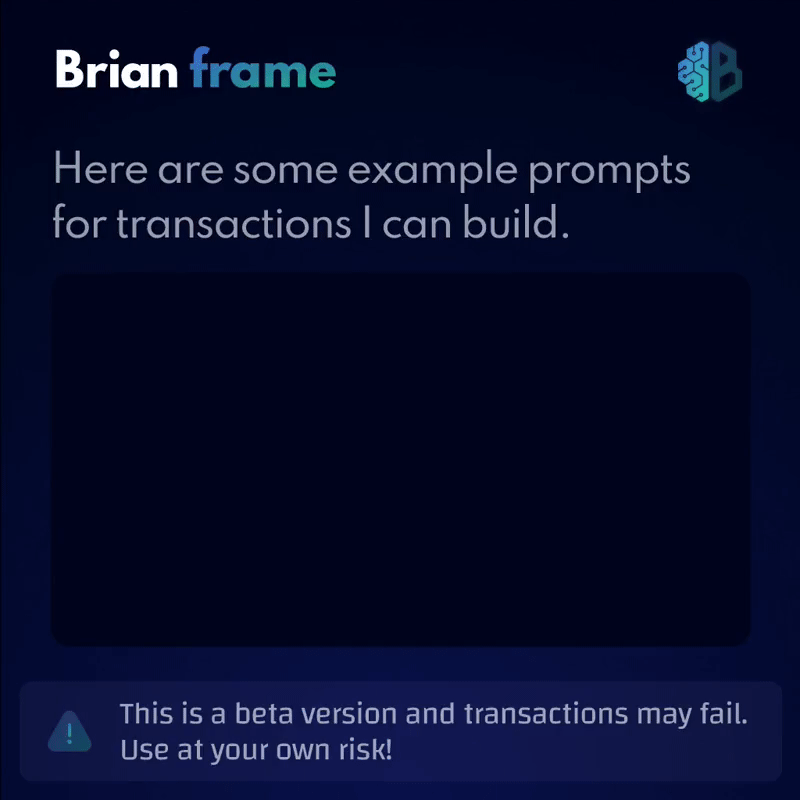 Brian frame
Here are some example prompts
for transactions I can build.
This is a beta version and transactions may fail.
Use at your own risk!